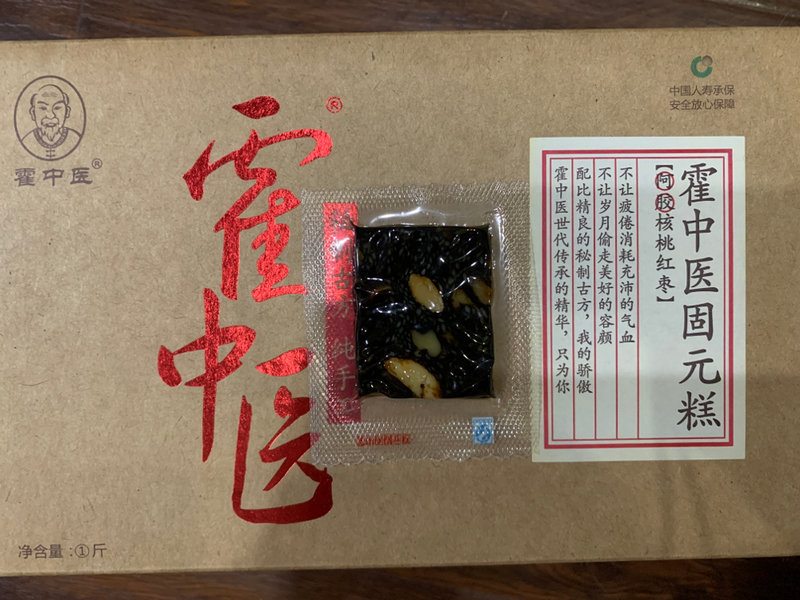 霍中医®
霍中医
®
中国人寿承保
安全放心保障
霍中医固元糕
【阿胶核桃红枣】
不让疲倦消耗充沛的气血
不让岁月偷走美好的容颜
配比精良的秘制古方，我的骄傲
霍中医世代传承的精华，只为你
古方 纯手
净含量：①斤